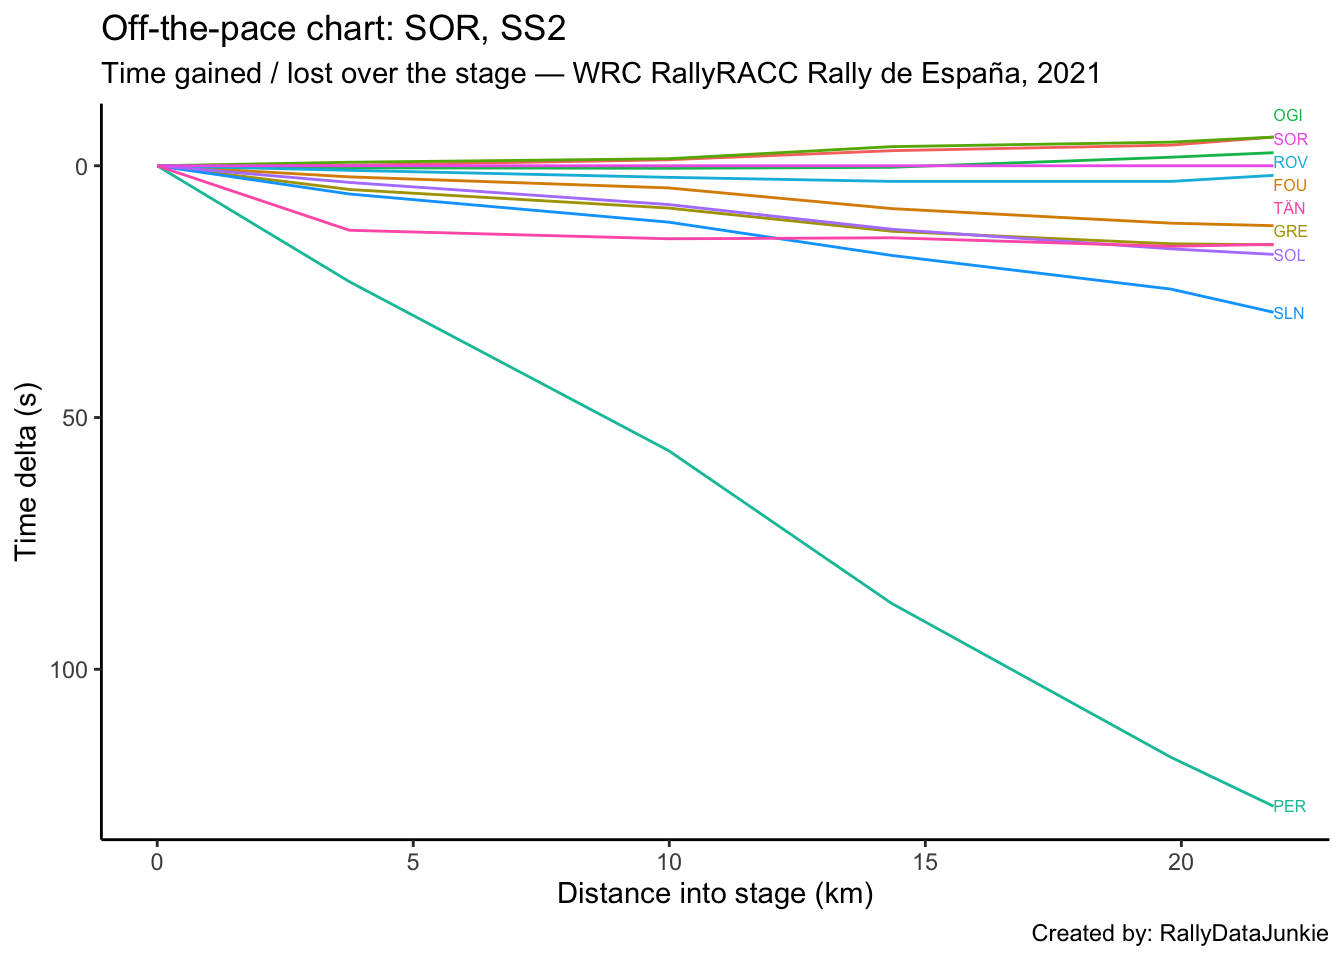 Off-the-pace chart: SOR, SS2
Time gained / lost over the stage — WRC RallyRACC Rally de España, 2021
OGI
SOR
ROV
FOU
TÄN
GRE
SOL
SLN
PER
0
50
100
Time delta (s)
0 5 10 15 20
Distance into stage (km)
Created by: RallyDataJunkie